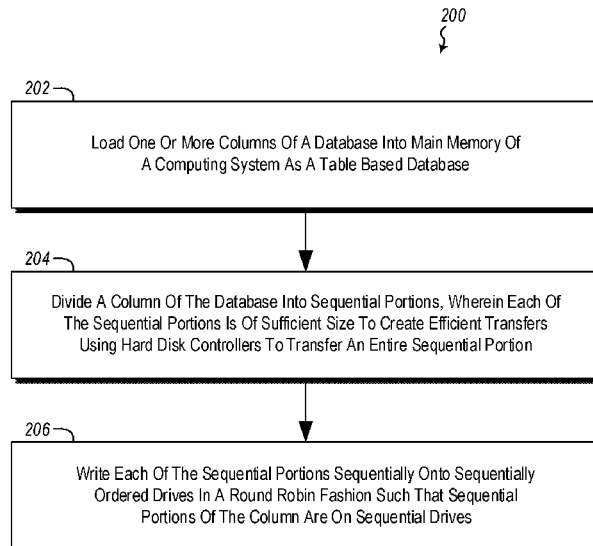 200
202
Load One Or More Columns Of A Database Into Main Memory Of
A Computing System As A Table Based Database
204
Divide A Column Of The Database Into Sequential Portions, Wherein Each Of
The Sequential Portions Is Of Sufficient Size To Create Efficient Transfers
Using Hard Disk Controllers To Transfer An Entire Sequential Portion
206
Write Each Of The Sequential Portions Sequentially Onto Sequentially
Ordered Drives In A Round Robin Fashion Such That Sequential
Portions Of The Column Are On Sequential Drives